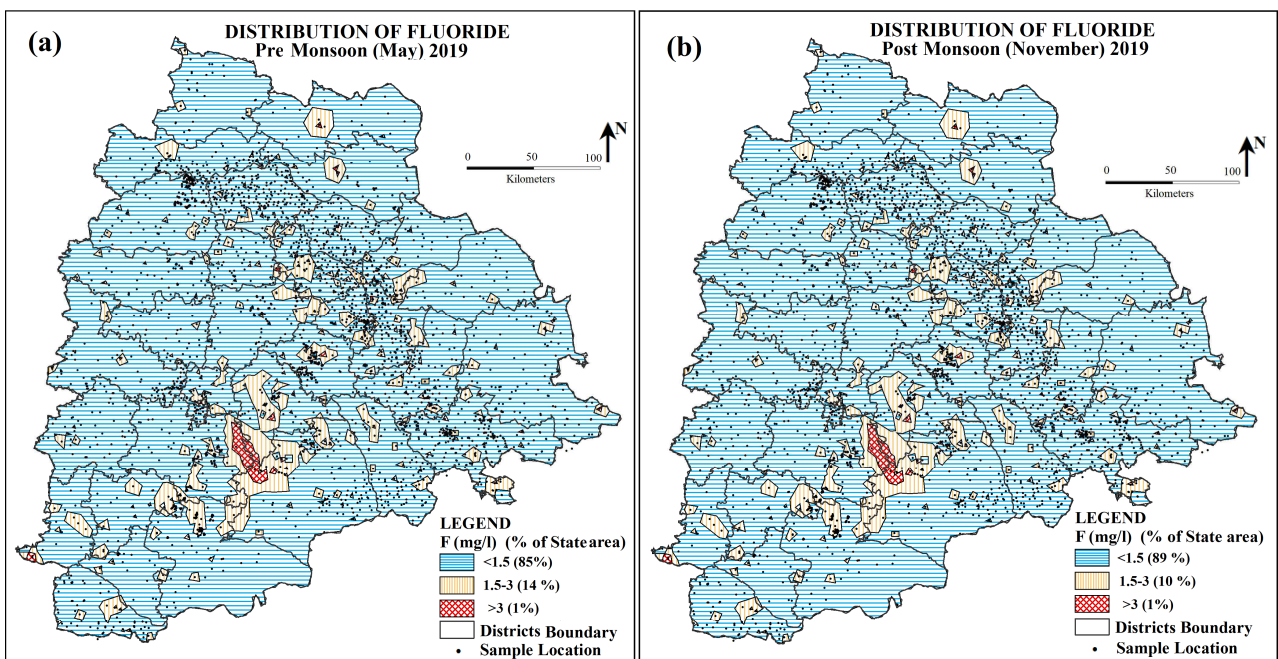 (a)
DISTRIBUTION OF FLUORIDE
Pre Monsoon (May) 2019
N
0 50 100
Kilometers
LEGEND
F (mg/l) (% of State area)
<1.5 (85%)
1.5-3 (14 %)
>3 (1%)
Districts Boundary
Sample Location
(b)
DISTRIBUTION OF FLUORIDE
Post Monsoon (November) 2019
N
0 50 100
Kilometers
LEGEND
F (mg/l) (% of State area)
<1.5 (89 %)
1.5-3 (10 %)
>3 (1%)
Districts Boundary
Sample Location